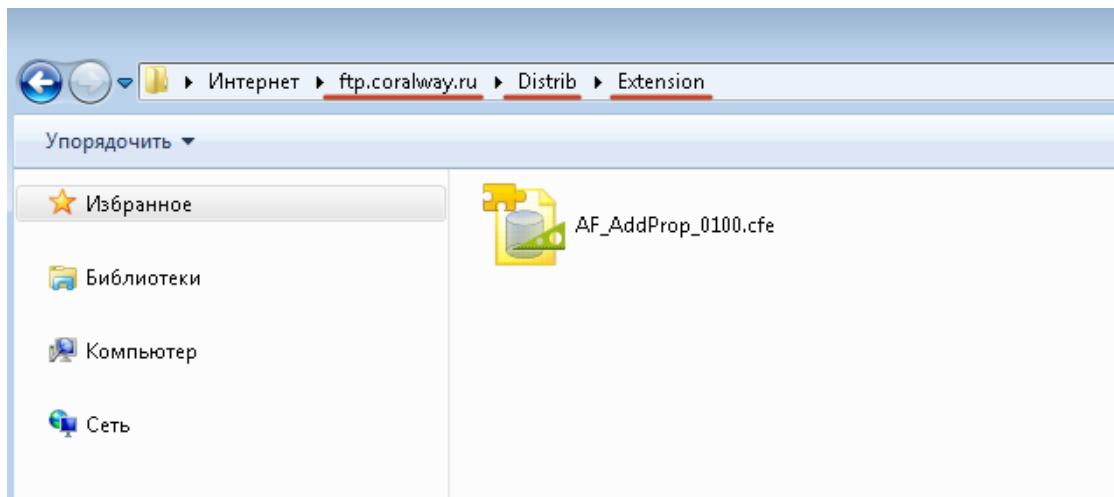 Интернет ftp.coralway.ru Distrib Extension
Упорядочить
Избранное
AF_AddProp_0100.cfe
Библиотеки
Компьютер
Сеть